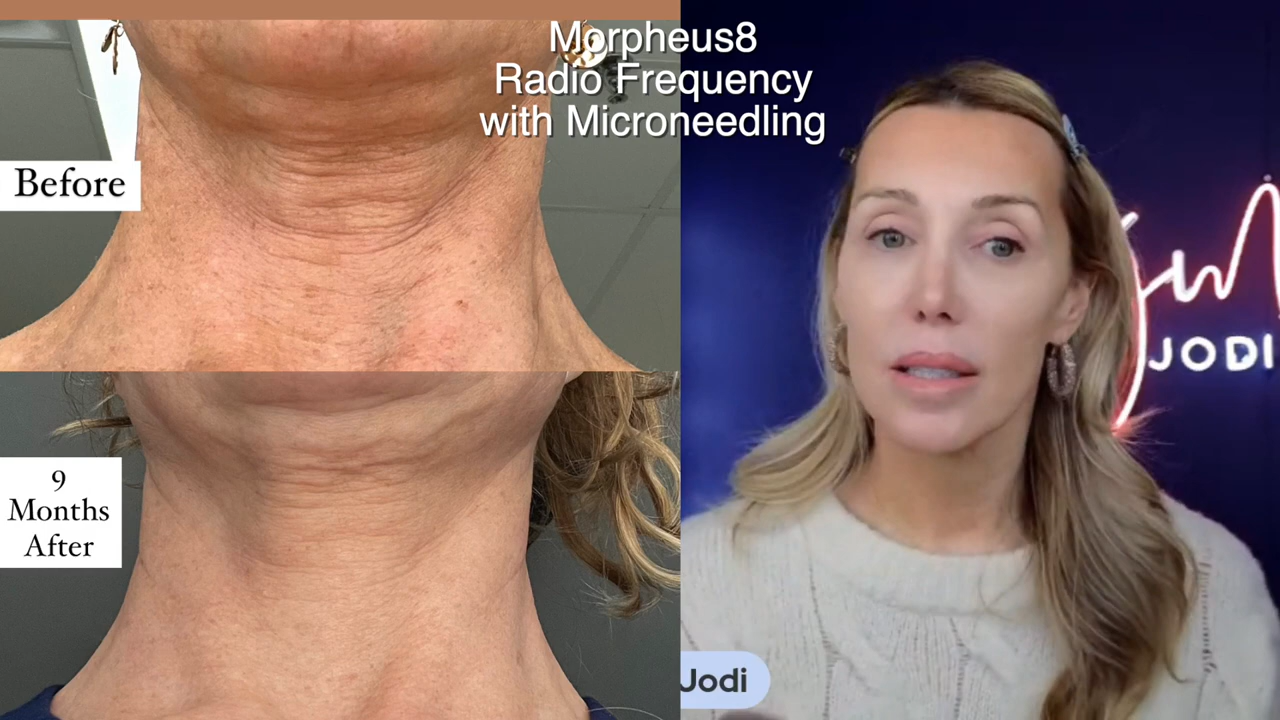 Morpheus8
Radio Frequency
with Microneedling
Before
9
Months
After
JODI
Jodi